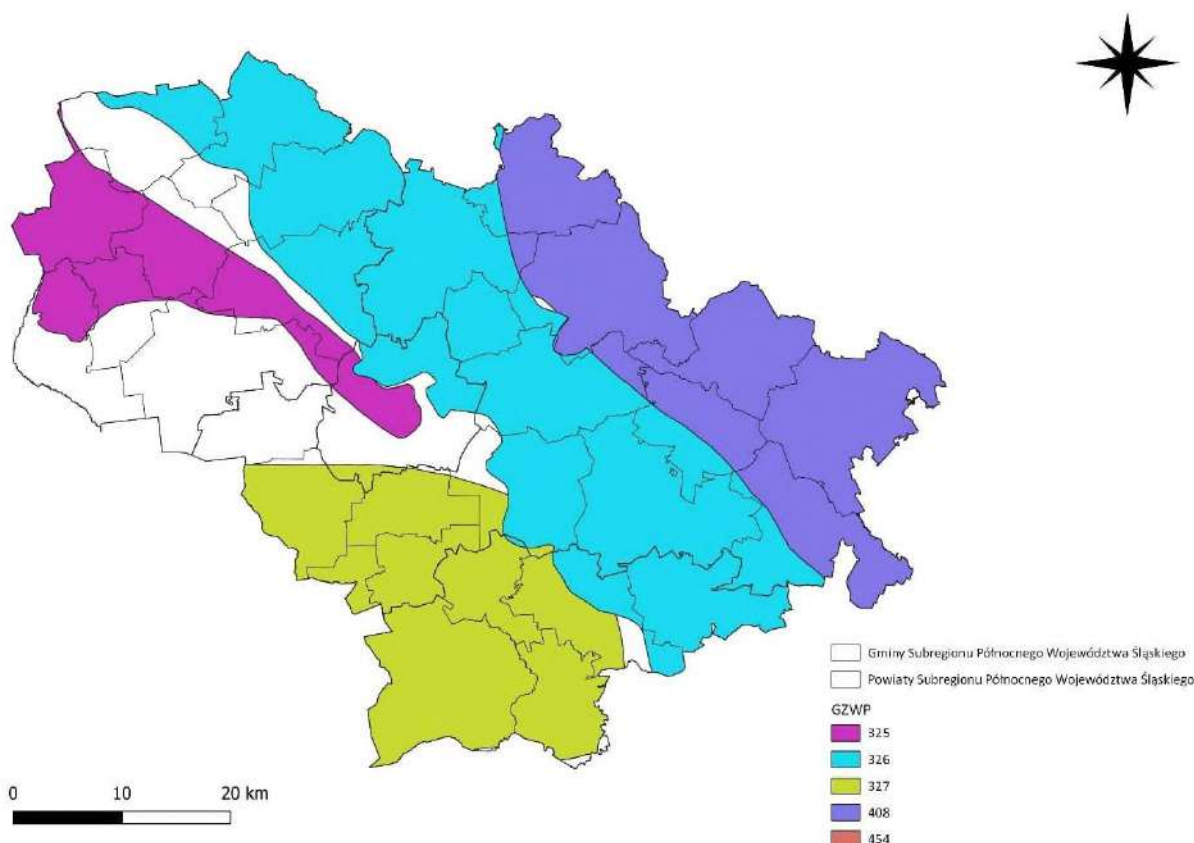 Gminy Subregionu Północnego Województwa Śląskiego
Powiaty Subregionu Północnego Województwa Śląskiego
GZWP
325
326
327
408
454
0 10 20 km